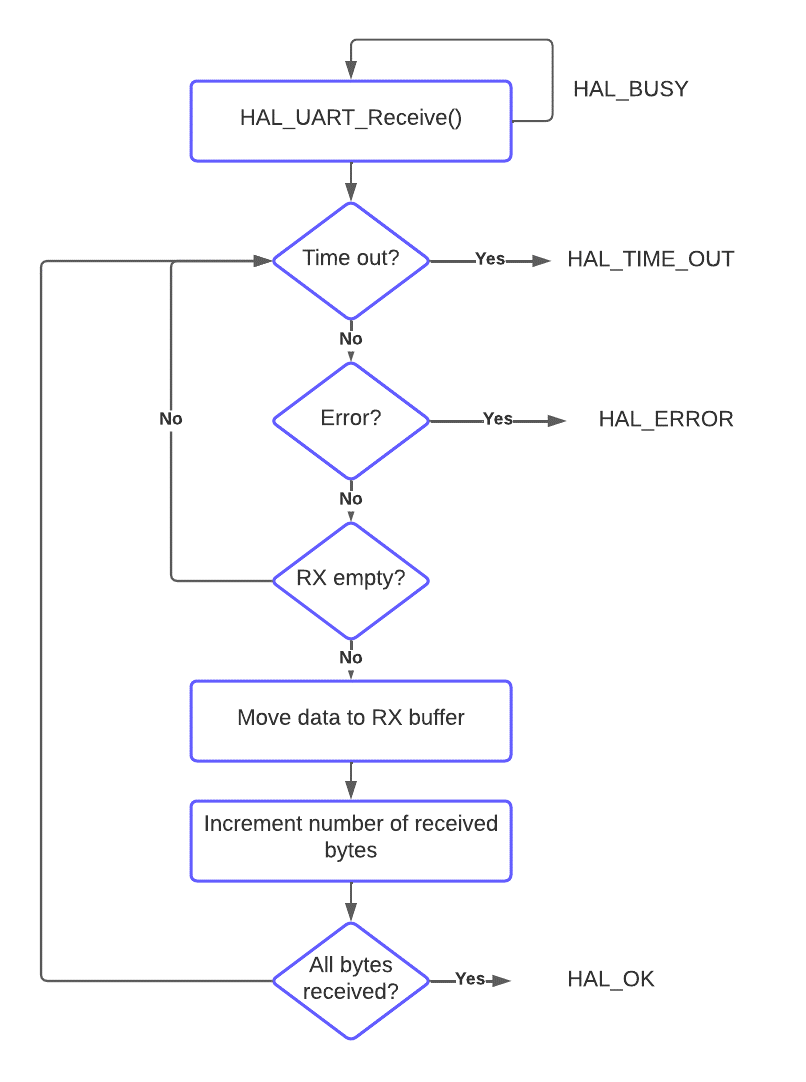 HAL_BUSY
HAL_UART_Receive()
Time out?
Yes
HAL_TIME_OUT
No
Error?
Yes
HAL_ERROR
No
No
RX empty?
No
Move data to RX buffer
Increment number of received
bytes
All bytes
received?
Yes
HAL_OK